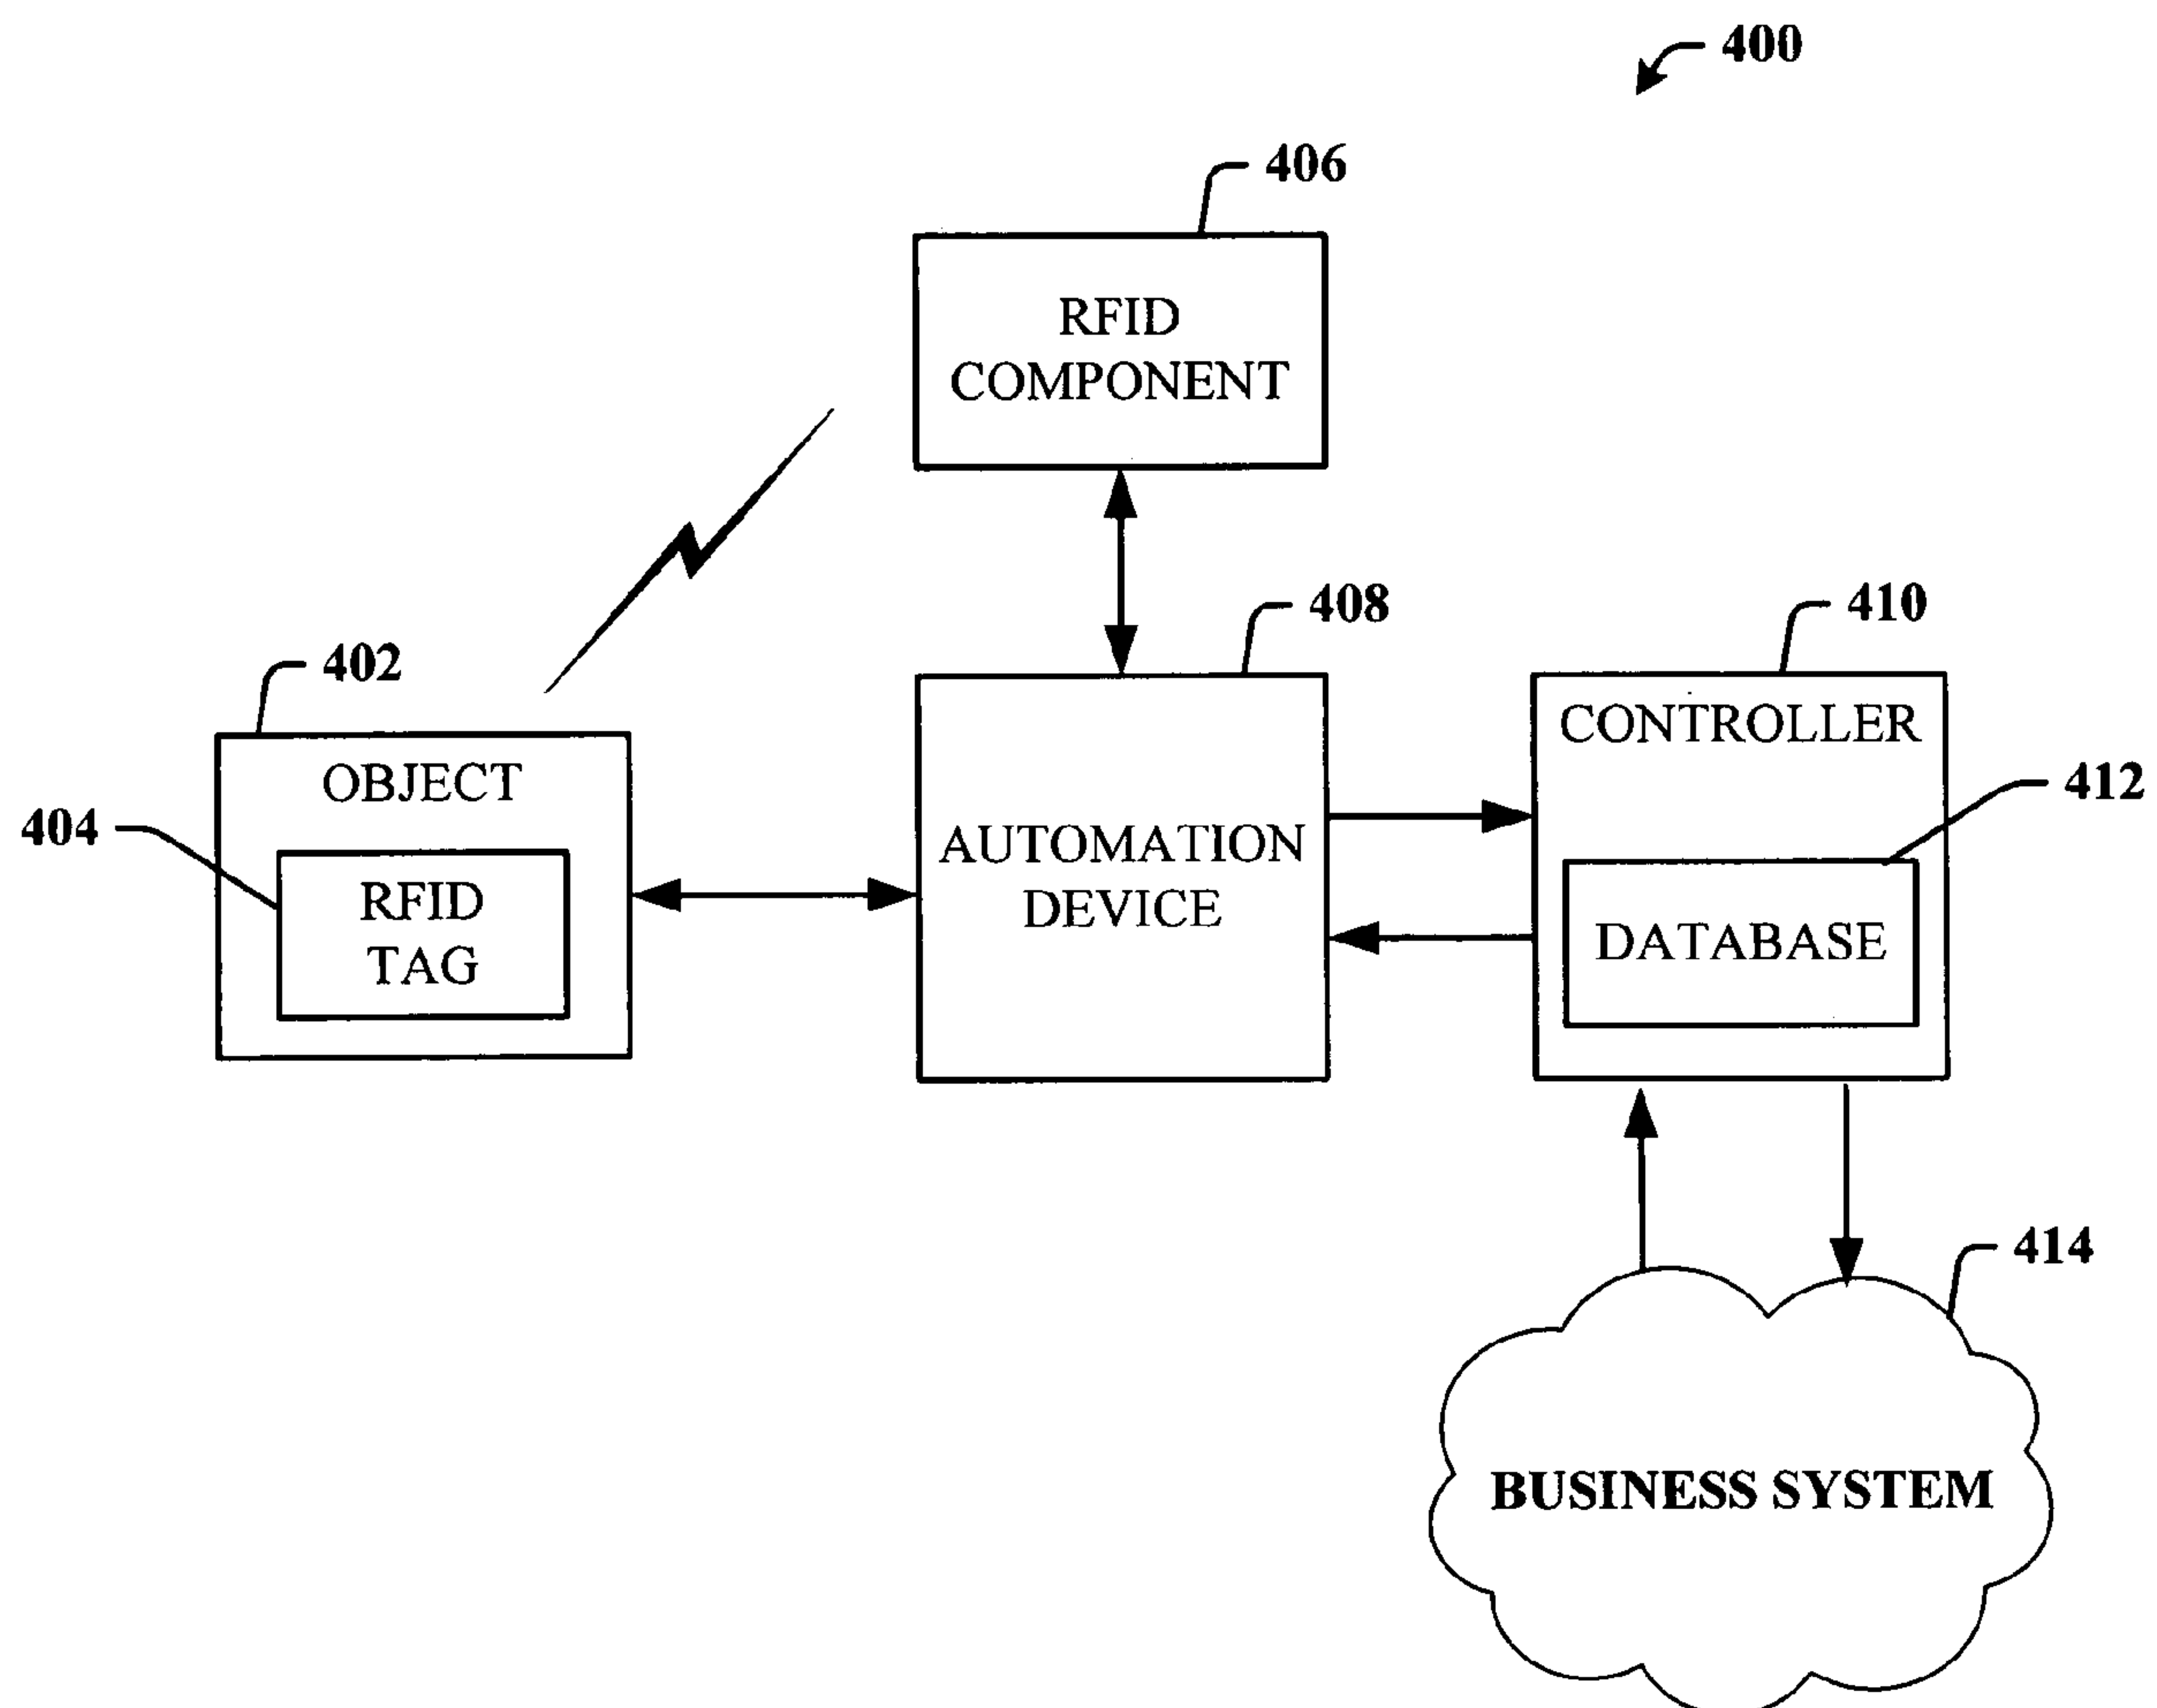 400
406
RFID
COMPONENT
408
410
402
CONTROLLER
412
OBJECT
404
AUTOMATION
DEVICE
RFID
TAG
DATABASE
414
BUSINESS SYSTEM